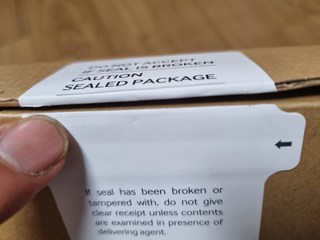 DO NOT ACCEPT
IF SEAL IS BROKEN
CAUTION
SEALED PACKAGE
If seal has been broken or
tampered with, do not give
clear receipt unless contents
are examined in presence of
delivering agent.